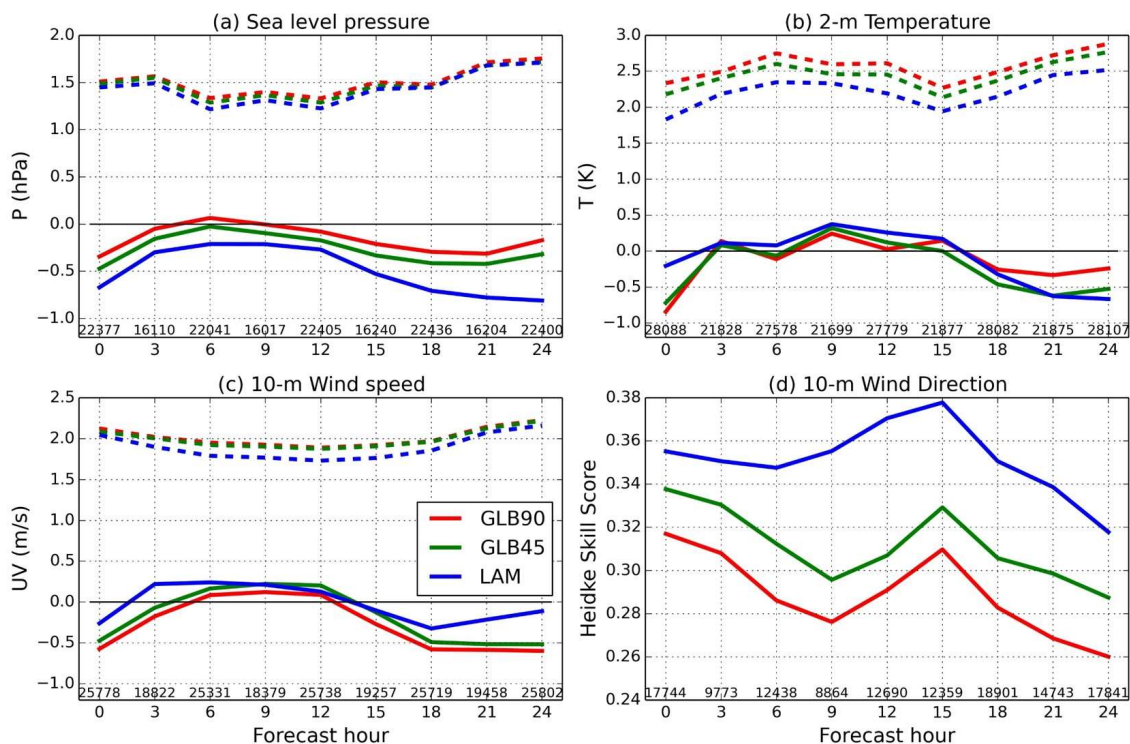 (a) Sea level pressure
P (hPa)
2.0
1.5
1.0
0.5
0.0
−0.5
−1.0
22377 16110 22041 16017 22405 16240 22436 16204 22400
0 3 6 9 12 15 18 21 24
(b) 2-m Temperature
T (K)
3.0
2.5
2.0
1.5
1.0
0.5
0.0
−0.5
−1.0
28088 21828 27578 21699 27779 21877 28082 21875 28107
0 3 6 9 12 15 18 21 24
(c) 10-m Wind speed
UV (m/s)
2.5
2.0
1.5
1.0
0.5
0.0
−0.5
−1.0
GLB90
GLB45
LAM
25778 18822 25331 18379 25738 19257 25719 19458 25802
0 3 6 9 12 15 18 21 24
Forecast hour
(d) 10-m Wind Direction
Heidke Skill Score
0.38
0.36
0.34
0.32
0.30
0.28
0.26
0.24
17744 9773 12438 8864 12690 12359 18901 14743 17841
0 3 6 9 12 15 18 21 24
Forecast hour